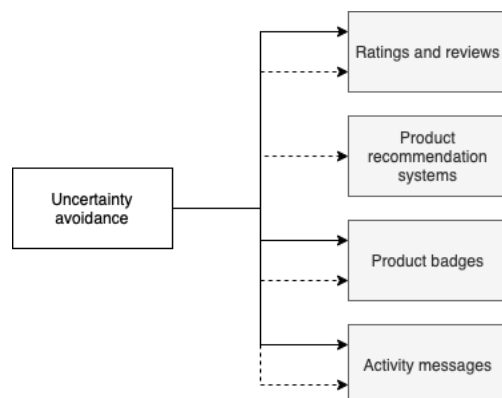 Ratings and reviews
Product
recommendation
systems
Uncertainty
avoidance
Product badges
Activity messages